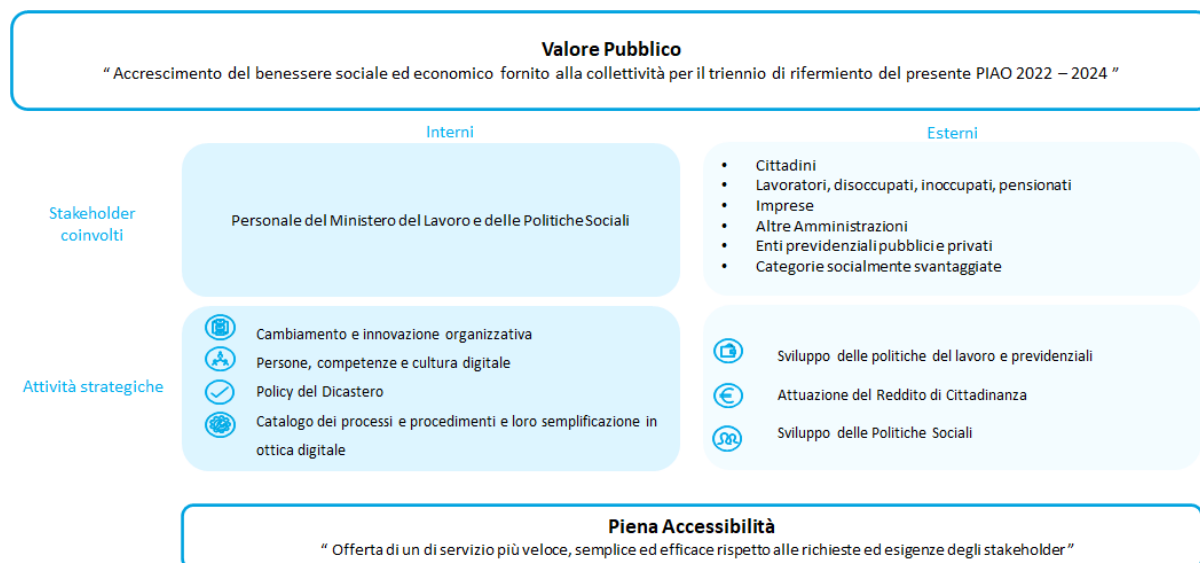 Valore Pubblico
“ Accrescimento del benessere sociale ed economico fornito alla collettività per il triennio di rifermiento del presente PIAO 2022 – 2024 ”
Interni
Esterni
Stakeholder
coinvolti
Personale del Ministero del Lavoro e delle Politiche Sociali
• Cittadini
• Lavoratori, disoccupati, inoccupati, pensionati
• Imprese
• Altre Amministrazioni
• Enti previdenziali pubblici e privati
• Categorie socialmente svantaggiate
Attività strategiche
Cambiamento e innovazione organizzativa
Persone, competenze e cultura digitale
Policy del Dicastero
Catalogo dei processi e procedimenti e loro semplificazione in
ottica digitale
Sviluppo delle politiche del lavoro e previdenziali
Attuazione del Reddito di Cittadinanza
Sviluppo delle Politiche Sociali
Piena Accessibilità
“ Offerta di un di servizio più veloce, semplice ed efficace rispetto alle richieste ed esigenze degli stakeholder”